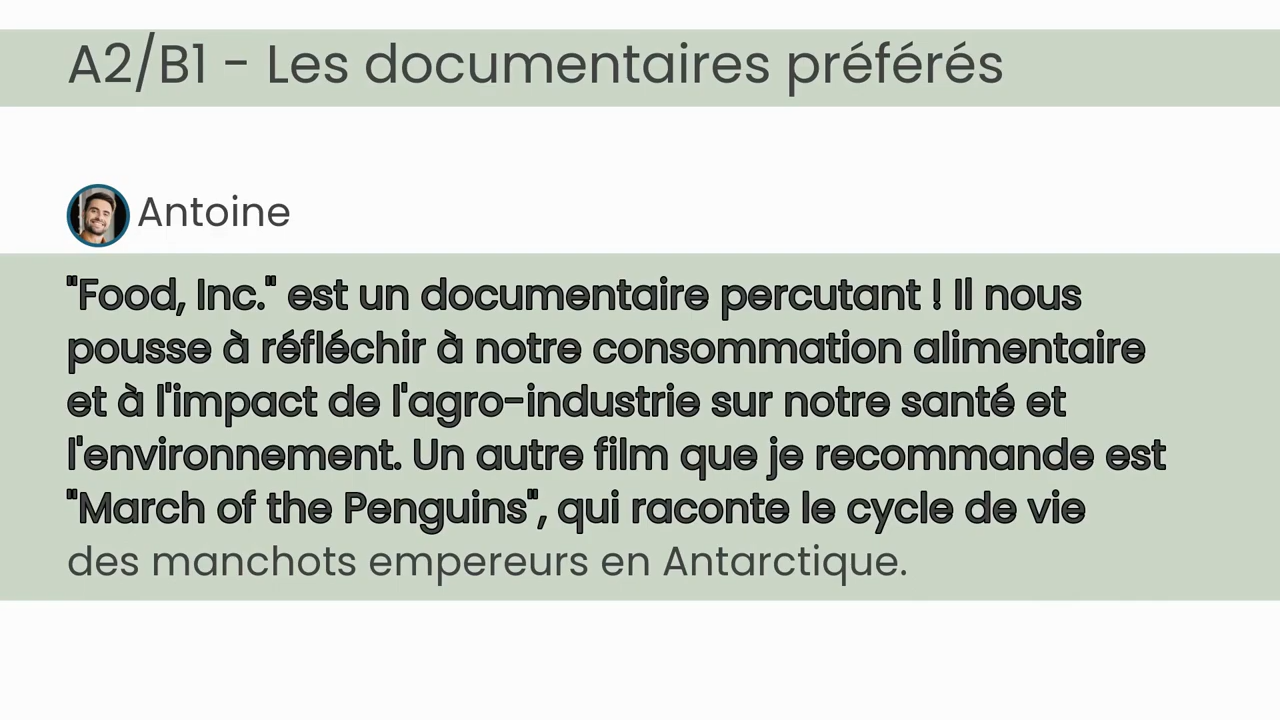 A2/B1 - Les documentaires préférés
Antoine
"Food, Inc." est un documentaire percutant ! Il nous
pousse à réfléchir à notre consommation alimentaire
et à l'impact de l'agro-industrie sur notre santé et
l'environnement. Un autre film que je recommande est
"March of the Penguins", qui raconte le cycle de vie
des manchots empereurs en Antarctique.